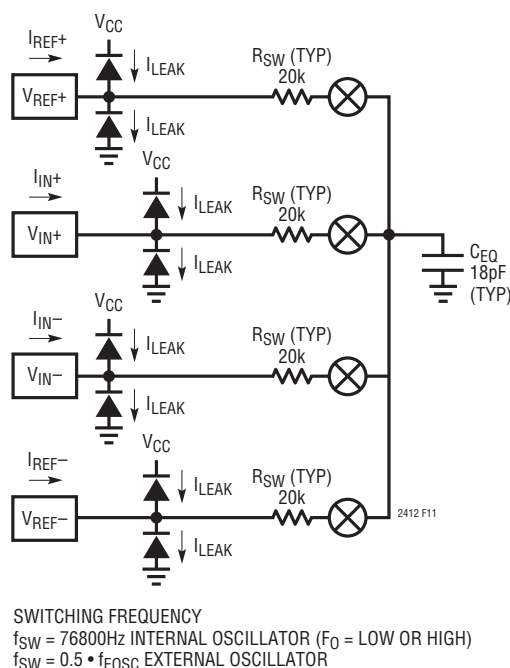 VCC
IREF+
ILEAK
RSW (TYP)
20k
VREF+
ILEAK
VCC
IIN+
ILEAK
RSW (TYP)
20k
VIN+
ILEAK
CEQ
18pF
(TYP)
VCC
IIN–
ILEAK
RSW (TYP)
20k
VIN–
ILEAK
VCC
IREF–
ILEAK
RSW (TYP)
20k
VREF–
ILEAK
2412 F11
SWITCHING FREQUENCY
fSW = 76800Hz INTERNAL OSCILLATOR (FO = LOW OR HIGH)
fSW = 0.5 • fEOSC EXTERNAL OSCILLATOR